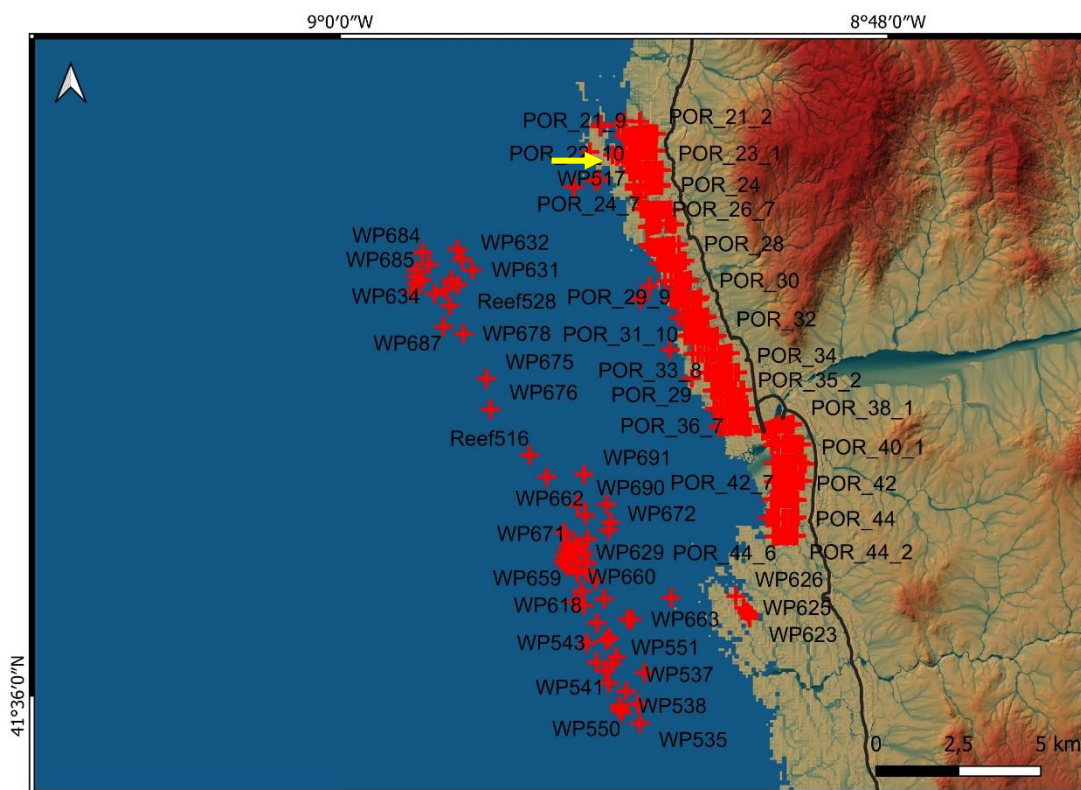 9°0′0″W
8°48′0″W
POR_21_9
POR_21_2
POR_22_10
POR_23_1
WP517
POR_24
POR_24_7
POR_26_7
WP684
WP632
POR_28
WP685
WP631
POR_30
WP634
Reef528
POR_29_9
POR_32
WP687
WP678
POR_31_10
POR_34
WP675
POR_33_8
POR_35_2
WP676
POR_29
POR_38_1
Reef516
POR_36_7
POR_40_1
WP691
WP690
POR_42_7
POR_42
WP662
WP672
POR_44
WP671
WP629
POR_44_6
POR_44_2
WP659
WP660
WP626
WP618
WP663
WP625
WP623
WP543
WP551
WP537
WP541
WP538
WP550
WP535
41°36′0″N
0
2,5
5 km